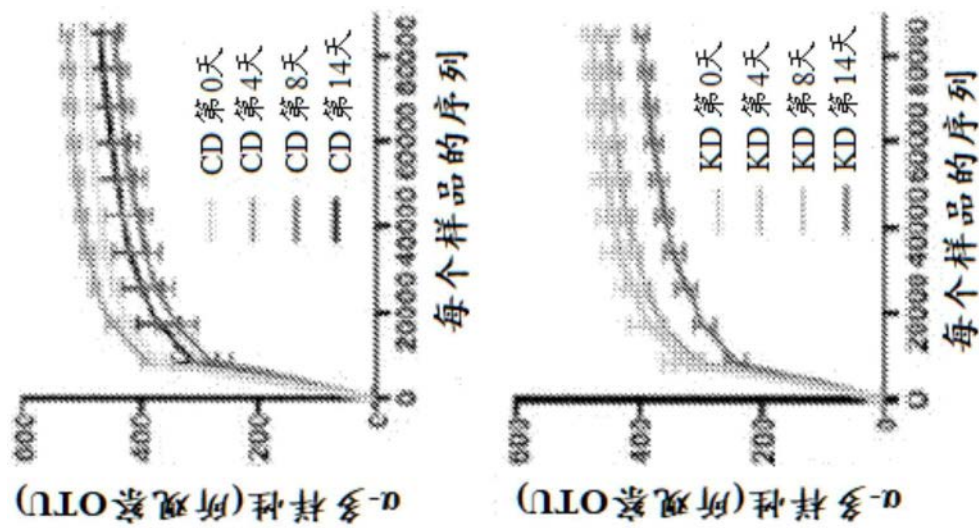 α-多样性(所观察OTU)
600
400
200
0
0 20000 40000 60000 80000
每个样品的序列
CD 第0天
CD 第4天
CD 第8天
CD 第14天
α-多样性(所观察OTU)
600
400
200
0
0 20000 40000 60000 80000
每个样品的序列
KD 第0天
KD 第4天
KD 第8天
KD 第14天